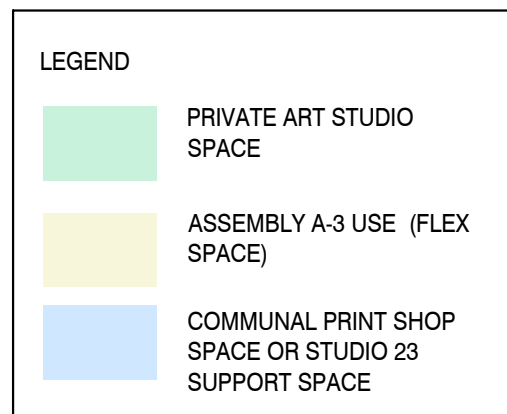 LEGEND
PRIVATE ART STUDIO
SPACE
ASSEMBLY A-3 USE (FLEX
SPACE)
COMMUNAL PRINT SHOP
SPACE OR STUDIO 23
SUPPORT SPACE